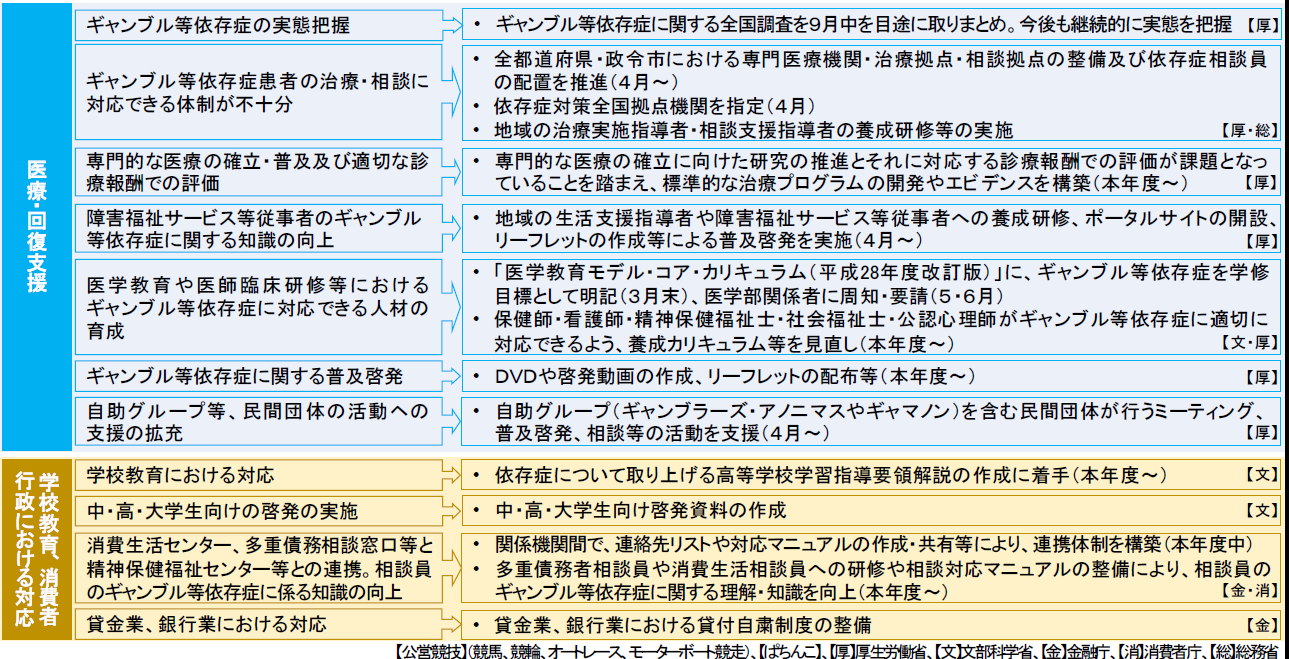 医療・回復支援
ギャンブル等依存症の実態把握
・ ギャンブル等依存症に関する全国調査を９月中を目途に取りまとめ。今後も継続的に実態を把握 【厚】
ギャンブル等依存症患者の治療・相談に
対応できる体制が不十分
・ 全都道府県・政令市における専門医療機関・治療拠点・相談拠点の整備及び依存症相談員
の配置を推進（４月～）
・ 依存症対策全国拠点機関を指定（４月）
・ 地域の治療実施指導者・相談支援指導者の養成研修等の実施 【厚・総】
専門的な医療の確立・普及及び適切な診
療報酬での評価
・ 専門的な医療の確立に向けた研究の推進とそれに対応する診療報酬での評価が課題となっ
ていることを踏まえ、標準的な治療プログラムの開発やエビデンスを構築（本年度～） 【厚】
障害福祉サービス等従事者のギャンブル
等依存症に関する知識の向上
・ 地域の生活支援指導者や障害福祉サービス等従事者への養成研修、ポータルサイトの開設、
リーフレットの作成等による普及啓発を実施（４月～） 【厚】
医学教育や医師臨床研修等における
ギャンブル等依存症に対応できる人材の
育成
・ 「医学教育モデル・コア・カリキュラム（平成28年度改訂版）」に、ギャンブル等依存症を学修
目標として明記（３月末）、医学部関係者に周知・要請（５・６月）
・ 保健師・看護師・精神保健福祉士・社会福祉士・公認心理師がギャンブル等依存症に適切に
対応できるよう、養成カリキュラム等を見直し（本年度～） 【文・厚】
ギャンブル等依存症に関する普及啓発
・ ＤＶＤや啓発動画の作成、リーフレットの配布等（本年度～） 【厚】
自助グループ等、民間団体の活動への
支援の拡充
・ 自助グループ（ギャンブラーズ・アノニマスやギャマノン）を含む民間団体が行うミーティング、
普及啓発、相談等の活動を支援（４月～） 【厚】
学校教育、消費者
行政における対応
学校教育における対応
・ 依存症について取り上げる高等学校学習指導要領解説の作成に着手（本年度～） 【文】
中・高・大学生向けの啓発の実施
・ 中・高・大学生向け啓発資料の作成 【文】
消費生活センター、多重債務相談窓口等と
精神保健福祉センター等との連携。相談員
のギャンブル等依存症に係る知識の向上
・ 関係機関間で、連絡先リストや対応マニュアルの作成・共有等により、連携体制を構築（本年度中）
・ 多重債務者相談員や消費生活相談員への研修や相談対応マニュアルの整備により、相談員の
ギャンブル等依存症に関する理解・知識を向上（本年度～） 【金・消】
貸金業、銀行業における対応
・ 貸金業、銀行業における貸付自粛制度の整備 【金】
【公営競技】（競馬、競輪、オートレース、モーターボート競走）、【ぱちんこ】、【厚】厚生労働省、【文】文部科学省、【金】金融庁、【消】消費者庁、【総】総務省